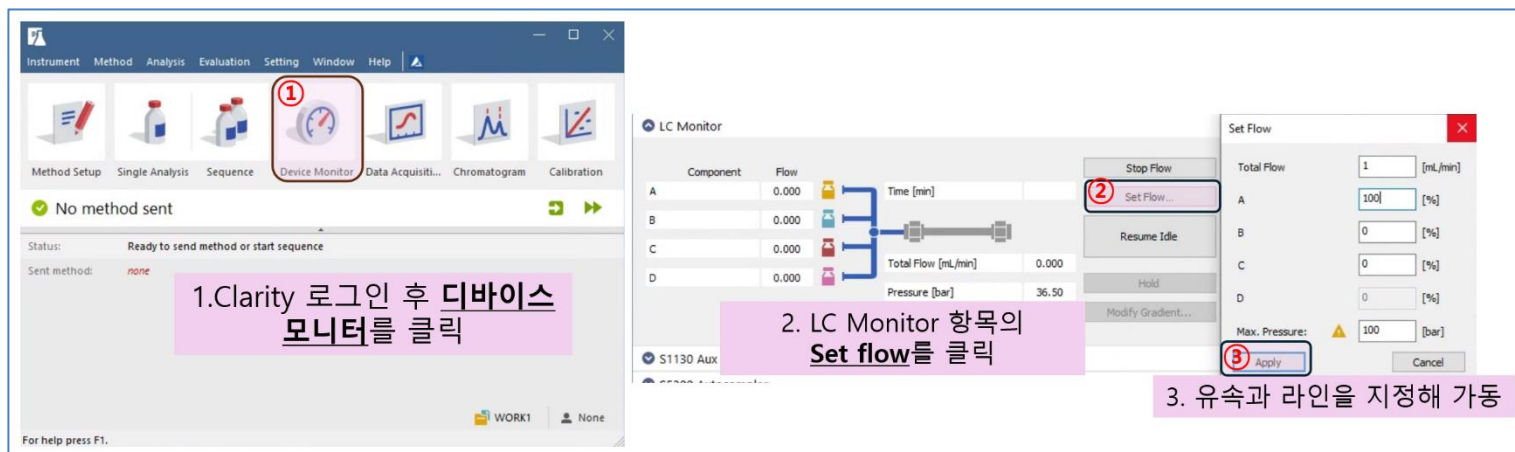 Instrument Method Analysis Evaluation Setting Window Help
①
Method Setup Single Analysis Sequence Device Monitor Data Acquisiti... Chromatogram Calibration
No method sent
Status: Ready to send method or start sequence
Sent method: none
1.Clarity 로그인 후 디바이스
모니터를 클릭
WORK1 None
For help press F1.
LC Monitor
Component Flow
A 0.000
B 0.000
C 0.000
D 0.000
Time [min]
Total Flow [mL/min] 0.000
Pressure [bar] 36.50
Stop Flow
② Set Flow...
Resume Idle
Hold
Modify Gradient...
2. LC Monitor 항목의
Set flow를 클릭
S1130 Aux
Set Flow
Total Flow 1 [mL/min]
A 100 [%]
B 0 [%]
C 0 [%]
D 0 [%]
Max. Pressure: 100 [bar]
③ Apply Cancel
3. 유속과 라인을 지정해 가동